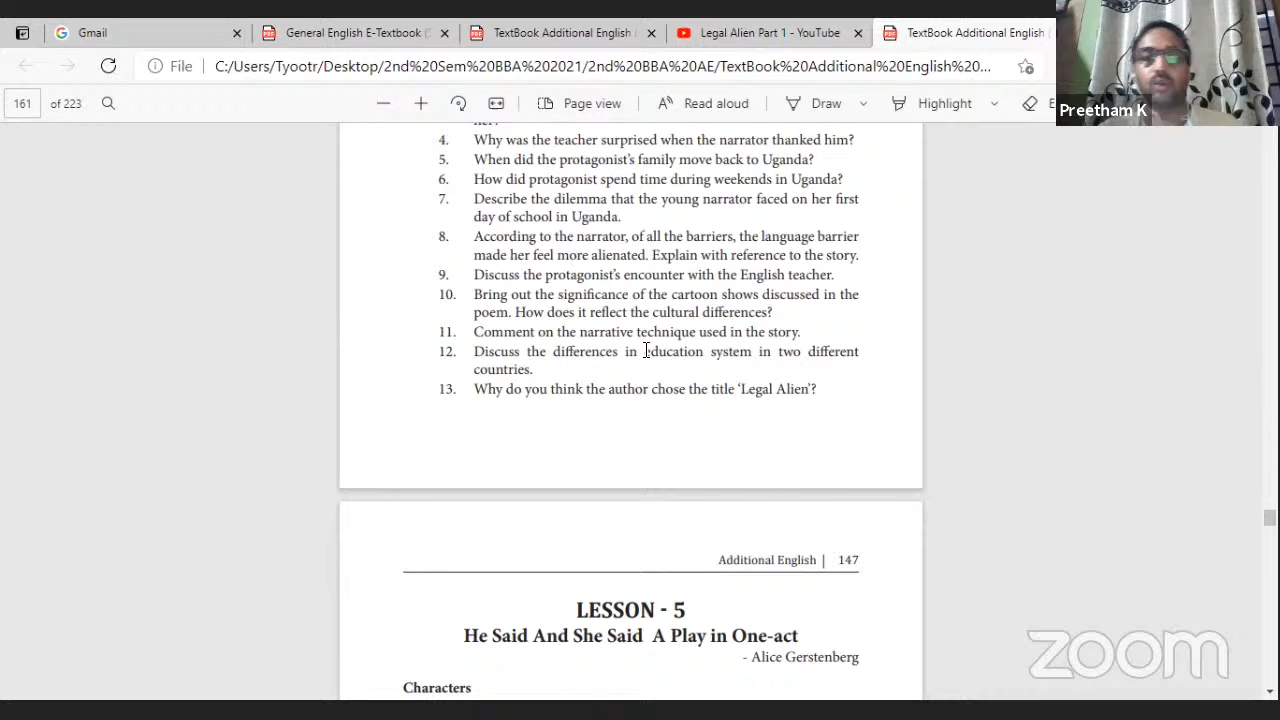 Gmail
General English E-Textbook (
TextBook Additional English
Legal Alien Part 1 - YouTube
TextBook Additional English (
File
C:/Users/Tyootr/Desktop/2nd%20Sem%20BBA%202021/2nd%20BBA%20AE/TextBook%20Additional%20English%20...
161 of 223
Page view
Read aloud
Draw
Highlight
Preetham K
her?
4. Why was the teacher surprised when the narrator thanked him?
5. When did the protagonist's family move back to Uganda?
6. How did protagonist spend time during weekends in Uganda?
7. Describe the dilemma that the young narrator faced on her first
day of school in Uganda.
8. According to the narrator, of all the barriers, the language barrier
made her feel more alienated. Explain with reference to the story.
9. Discuss the protagonist's encounter with the English teacher.
10. Bring out the significance of the cartoon shows discussed in the
poem. How does it reflect the cultural differences?
11. Comment on the narrative technique used in the story.
12. Discuss the differences in education system in two different
countries.
13. Why do you think the author chose the title 'Legal Alien'?
Additional English | 147
LESSON - 5
He Said And She Said A Play in One-act
- Alice Gerstenberg
Characters
zoom